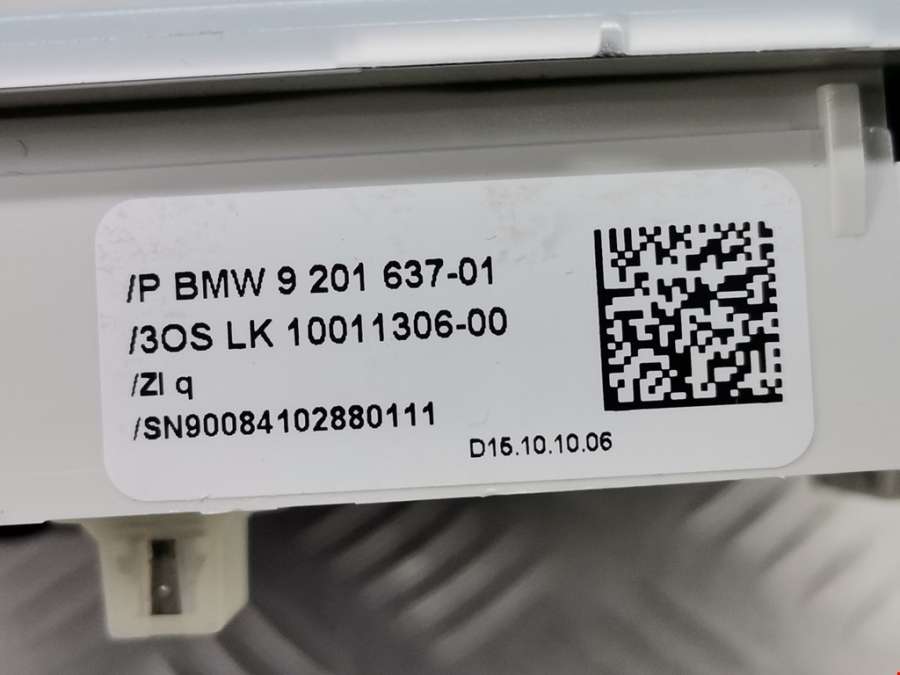 /P BMW 9 201 637-01
/3OS LK 10011306-00
/ZI q
/SN90084102880111
D15.10.10.06